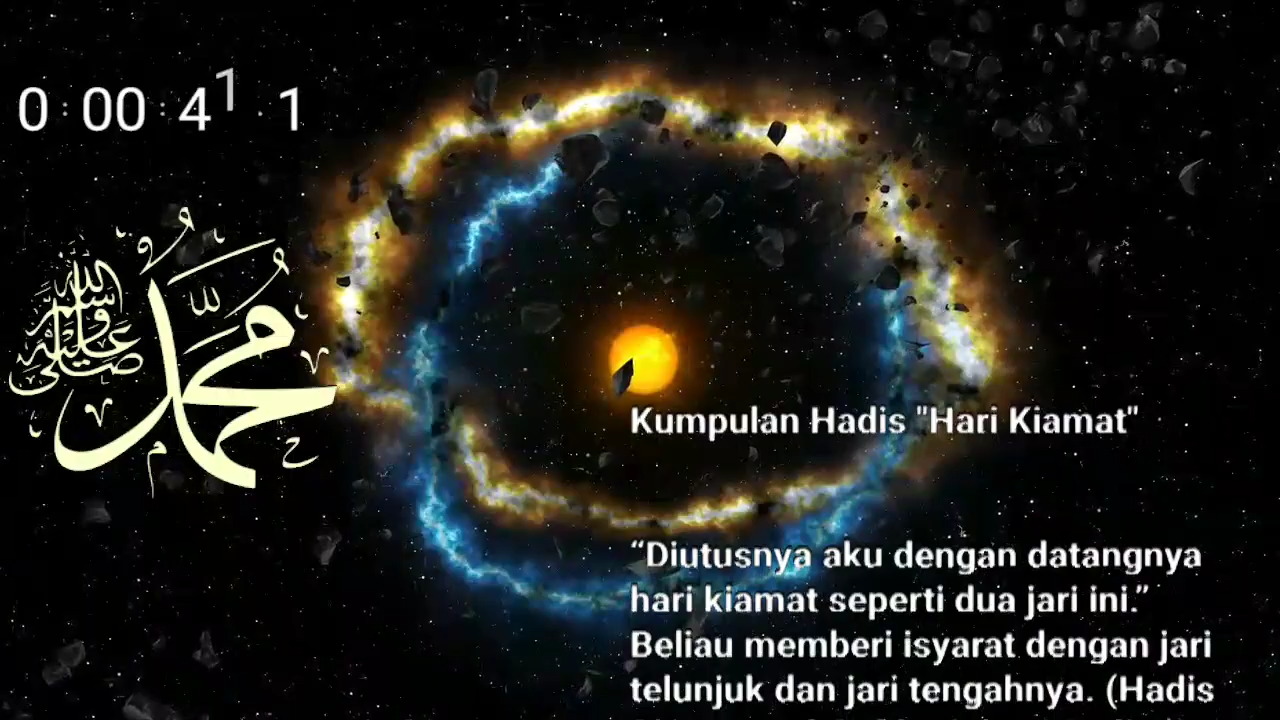 0:00:41.1
محمد
صلى الله عليه وسلم
Kumpulan Hadis "Hari Kiamat"
“Diutusnya aku dengan datangnya
hari kiamat seperti dua jari ini.”
Beliau memberi isyarat dengan jari
telunjuk dan jari tengahnya. (Hadis